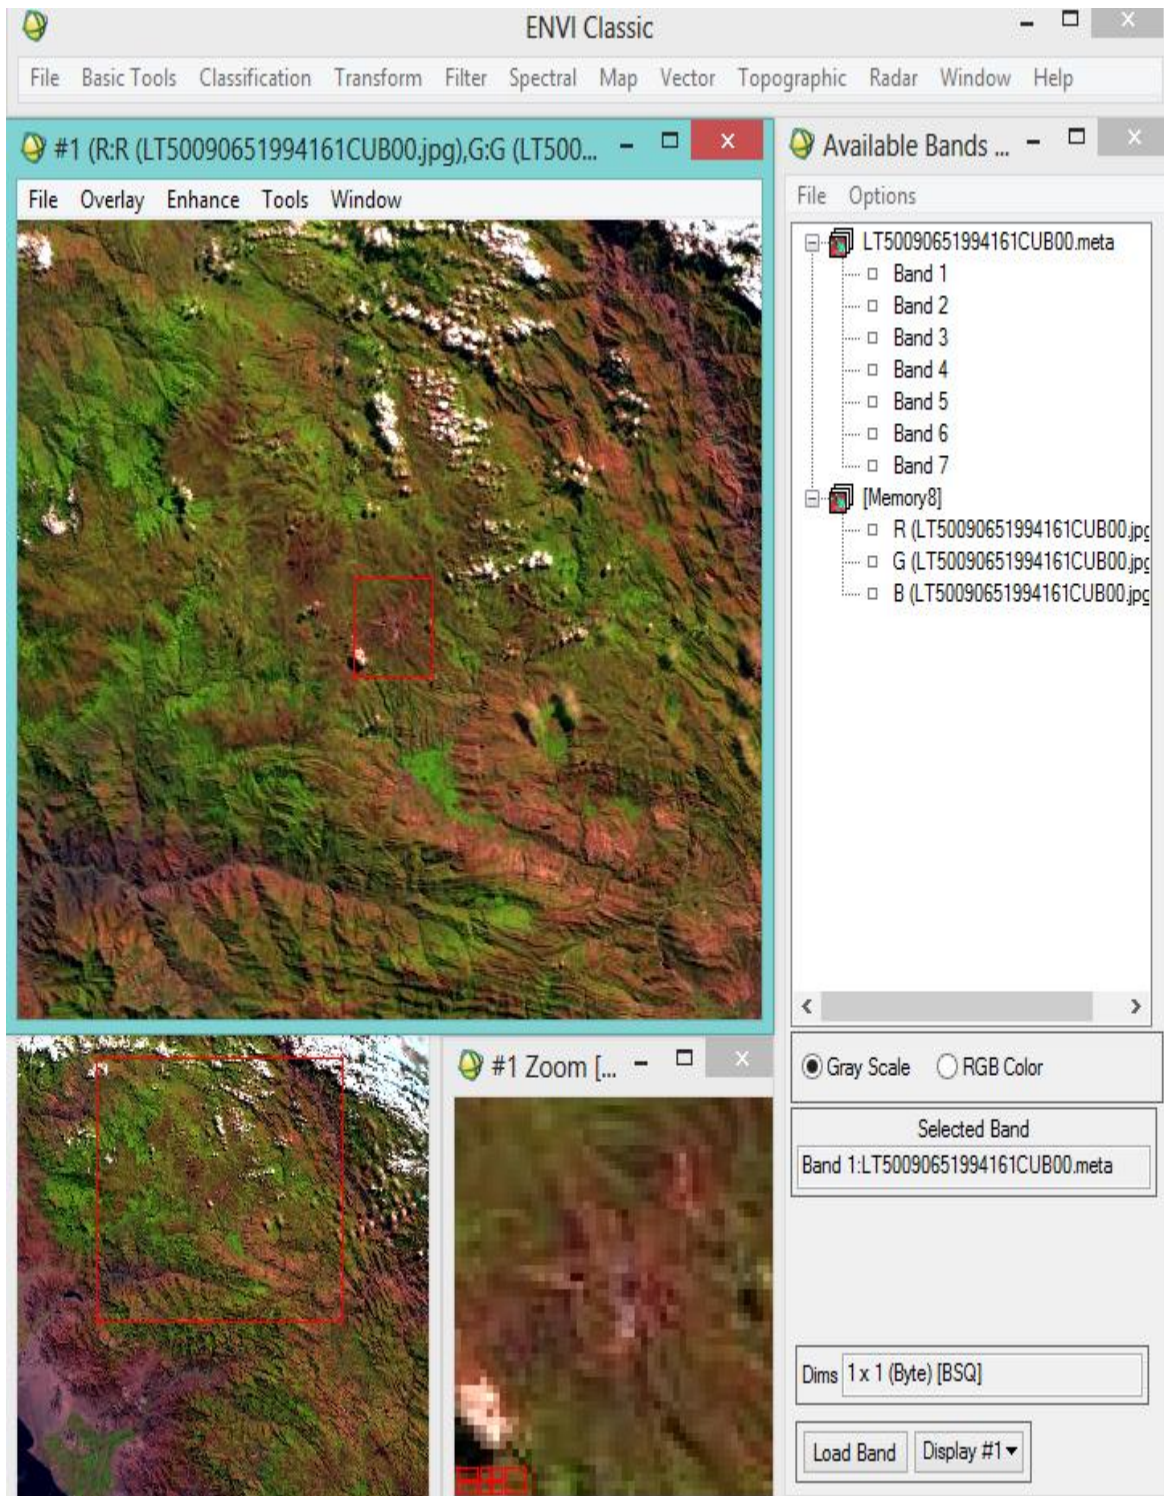 ENVI Classic
File Basic Tools Classification Transform Filter Spectral Map Vector Topographic Radar Window Help
#1 (R:R (LT50090651994161CUB00.jpg),G:G (LT500...
File Overlay Enhance Tools Window
Available Bands ...
File Options
LT50090651994161CUB00.meta
Band 1
Band 2
Band 3
Band 4
Band 5
Band 6
Band 7
[Memory8]
R (LT50090651994161CUB00.jpg
G (LT50090651994161CUB00.jpg
B (LT50090651994161CUB00.jpg
Gray Scale RGB Color
Selected Band
Band 1:LT50090651994161CUB00.meta
Dims 1 x 1 (Byte) [BSQ]
Load Band Display #1
#1 Zoom [...